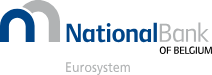 NationalBank
OF BELGIUM
Eurosystem